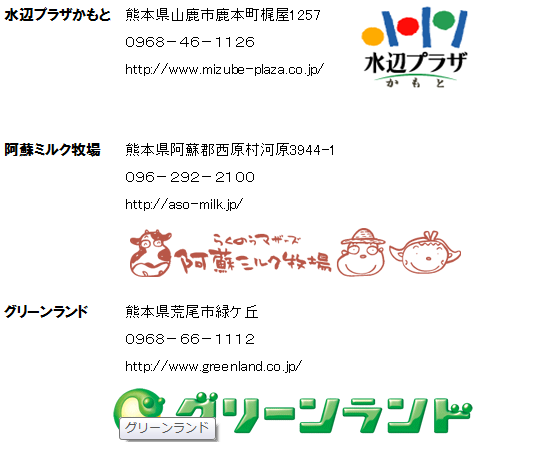 水辺プラザかもと 熊本県山鹿市鹿本町梶屋1257
０９６８－４６－１１２６
http://www.mizube-plaza.co.jp/
水辺プラザ
かもと
阿蘇ミルク牧場 熊本県阿蘇郡西原村河原3944-1
０９６－２９２－２１００
http://aso-milk.jp/
らくのうマザーズ
阿蘇ミルク牧場
グリーンランド 熊本県荒尾市緑ケ丘
０９６８－６６－１１１２
http://www.greenland.co.jp/
グリーンランド
グリーンランド